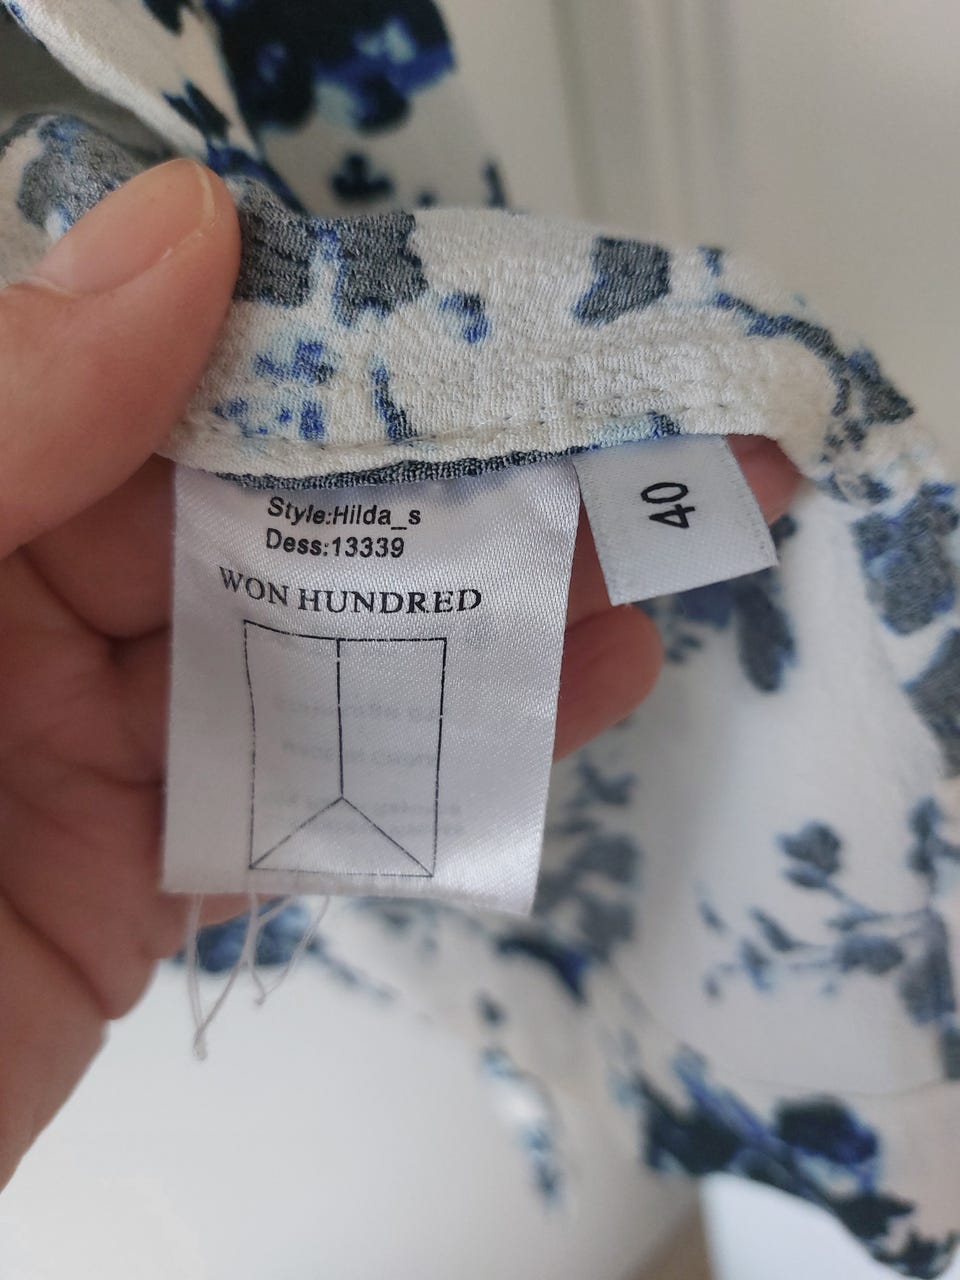 Style:Hilda_s
Dess:13339
WON HUNDRED
40